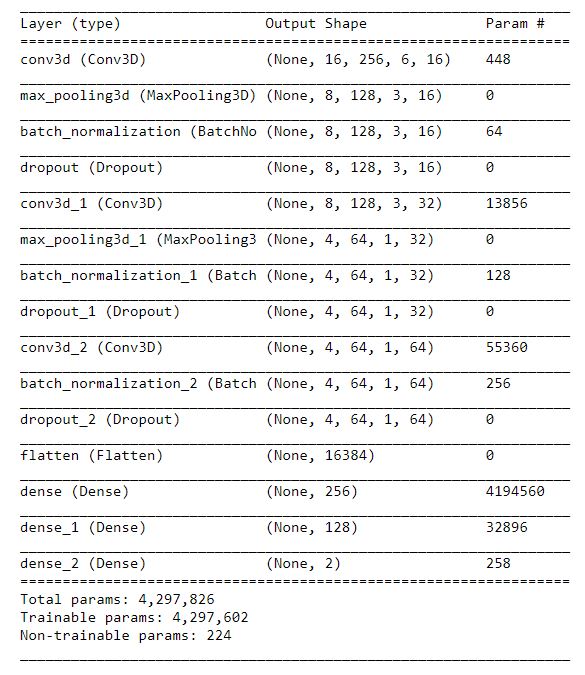 Layer (type) Output Shape Param #
=================================================================
conv3d (Conv3D) (None, 16, 256, 6, 16) 448
max_pooling3d (MaxPooling3D) (None, 8, 128, 3, 16) 0
batch_normalization (BatchNo (None, 8, 128, 3, 16) 64
dropout (Dropout) (None, 8, 128, 3, 16) 0
conv3d_1 (Conv3D) (None, 8, 128, 3, 32) 13856
max_pooling3d_1 (MaxPooling3 (None, 4, 64, 1, 32) 0
batch_normalization_1 (Batch (None, 4, 64, 1, 32) 128
dropout_1 (Dropout) (None, 4, 64, 1, 32) 0
conv3d_2 (Conv3D) (None, 4, 64, 1, 64) 55360
batch_normalization_2 (Batch (None, 4, 64, 1, 64) 256
dropout_2 (Dropout) (None, 4, 64, 1, 64) 0
flatten (Flatten) (None, 16384) 0
dense (Dense) (None, 256) 4194560
dense_1 (Dense) (None, 128) 32896
dense_2 (Dense) (None, 2) 258
=================================================================
Total params: 4,297,826
Trainable params: 4,297,602
Non-trainable params: 224